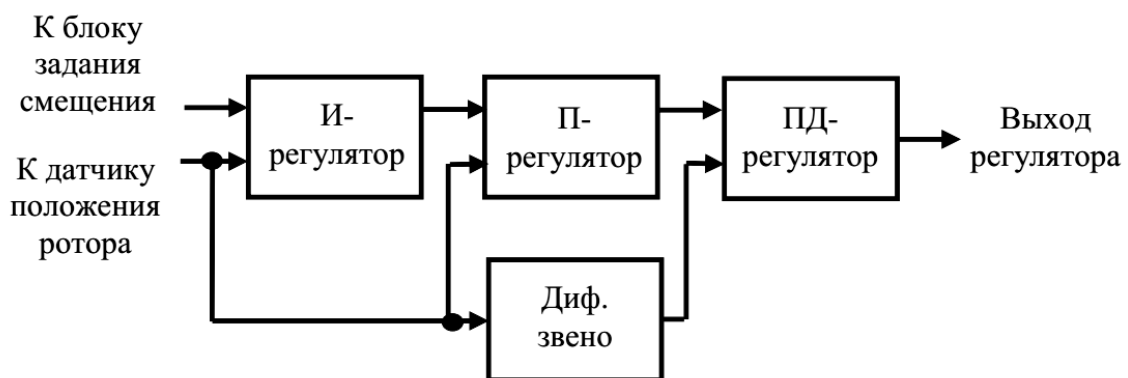 К блоку
задания
смещения
К датчику
положения
ротора
И-
регулятор
П-
регулятор
ПД-
регулятор
Выход
регулятора
Диф.
звено